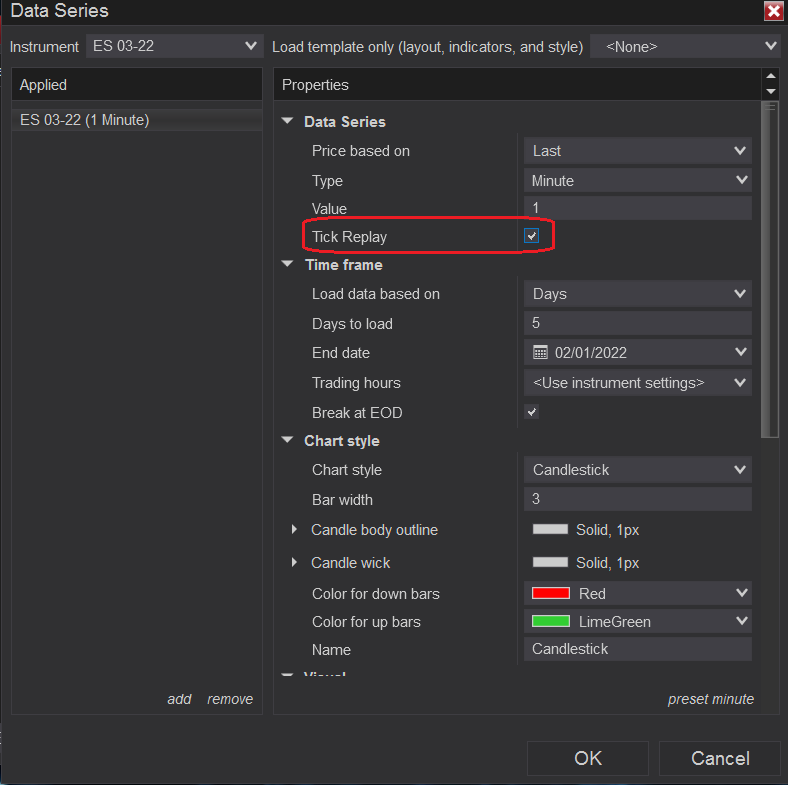 Data Series
Instrument ES 03-22 Load template only (layout, indicators, and style) <None>
Applied
ES 03-22 (1 Minute)
add remove
Properties
Data Series
Price based on Last
Type Minute
Value 1
Tick Replay
Time frame
Load data based on Days
Days to load 5
End date 02/01/2022
Trading hours <Use instrument settings>
Break at EOD
Chart style
Chart style Candlestick
Bar width 3
Candle body outline Solid, 1px
Candle wick Solid, 1px
Color for down bars Red
Color for up bars LimeGreen
Name Candlestick
Visual
preset minute
OK Cancel